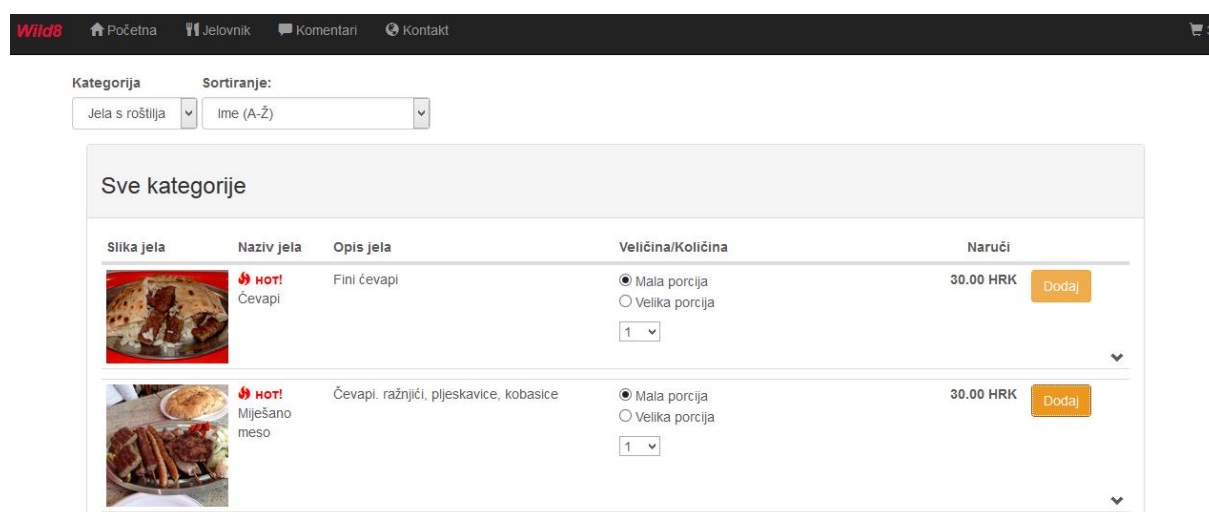 Wild8 Početna Jelovnik Komentari Kontakt
Kategorija Sortiranje:
Jela s roštilja Ime (A-Ž)
Sve kategorije
Slika jela Naziv jela Opis jela Veličina/Količina Naruči
HOT! Fini ćevapi Mala porcija 30.00 HRK Dodaj
Čevapi Velika porcija
1
HOT! Čevapi. ražnjići, pljeskavice, kobasice Mala porcija 30.00 HRK Dodaj
Miješano Velika porcija
meso
1